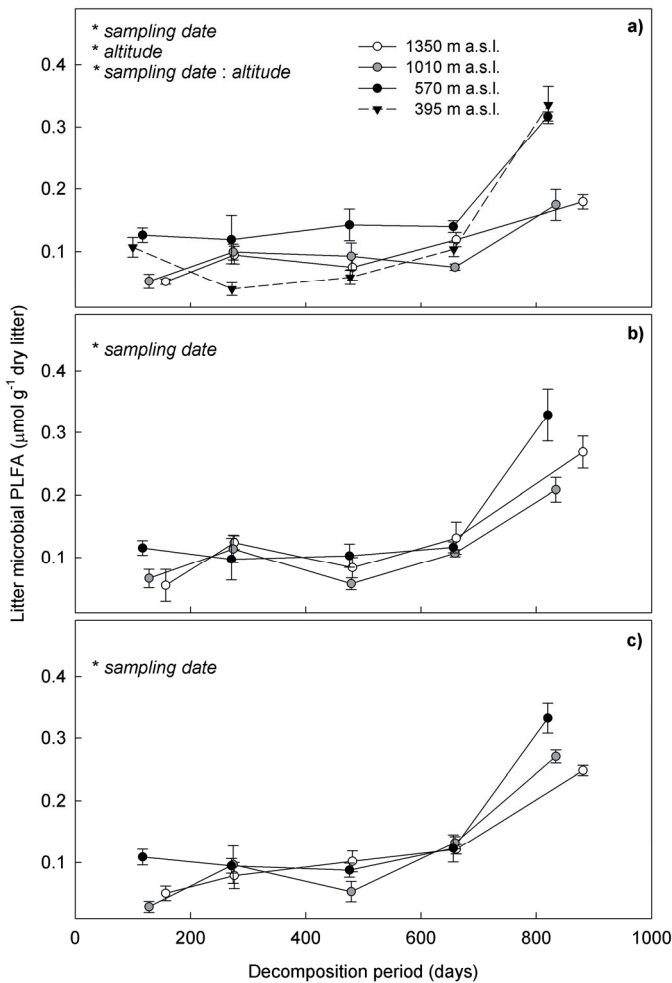 * sampling date
* altitude
* sampling date : altitude
a)
1350 m a.s.l.
1010 m a.s.l.
570 m a.s.l.
395 m a.s.l.
0.4
0.3
0.2
0.1
* sampling date
b)
0.4
0.3
0.2
0.1
* sampling date
c)
0.4
0.3
0.2
0.1
0 200 400 600 800 1000
Decomposition period (days)
Litter microbial PLFA (μmol g⁻¹ dry litter)